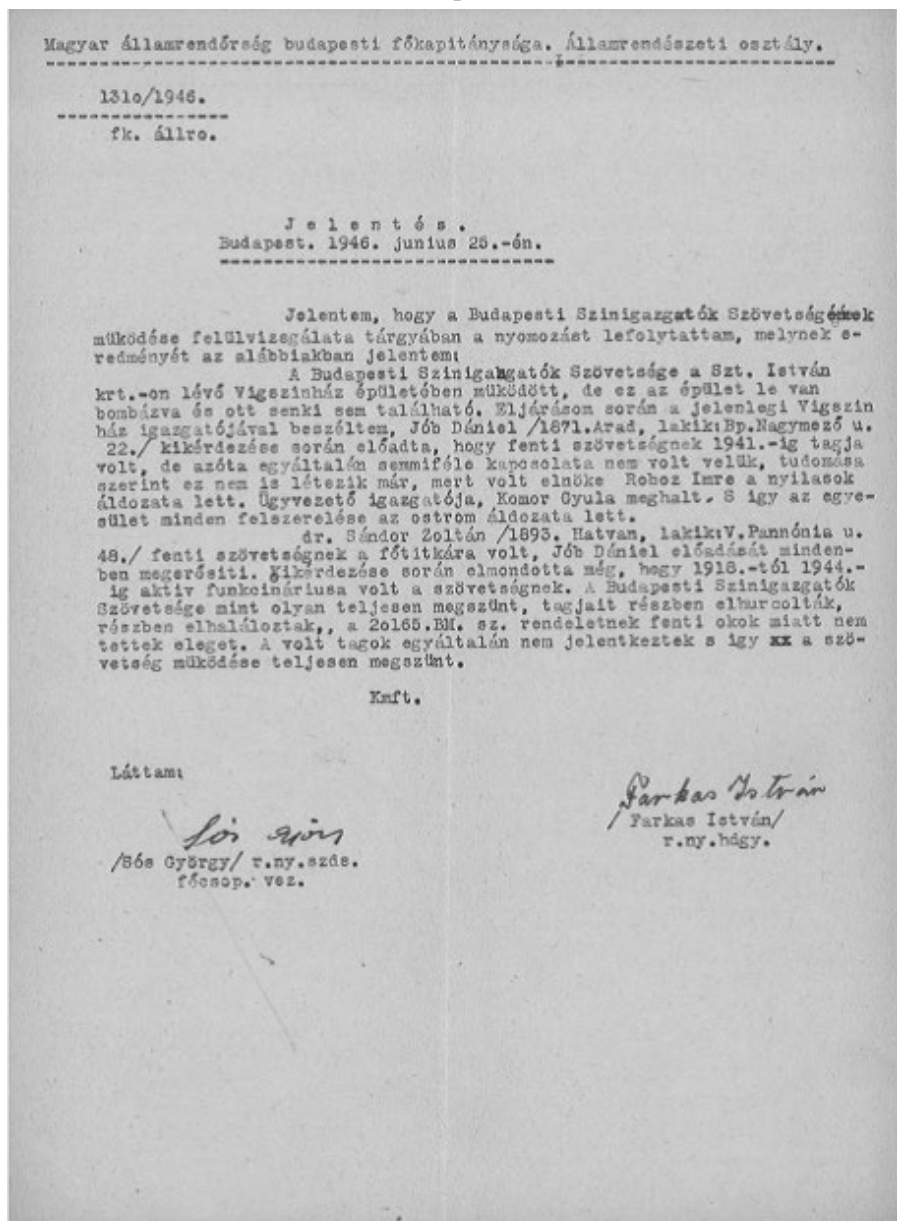 Magyar államrendőrség budapesti főkapitánysága. Államrendészeti osztály.
131o/1946.
fk. állro.
J e l e n t é s .
Budapest. 1946. junius 25.-én.
Jelentem, hogy a Budapesti Szinigazgatók Szövetségének
működése felülvizsgálata tárgyában a nyomozást lefolytattam, melynek e-
redményét az alábbiakban jelentem:
A Budapesti Szinigazgatók Szövetsége a Szt. István
krt.-on lévő Vigszinház épületében működött, de ez az épület le van
bombázva és ott senki sem található. Eljárásom során a jelenlegi Vigszin
ház igazgatójával beszéltem, Jób Dániel /1871.Arad, lakik:Bp.Nagymező u.
22./ kikérdezése során előadta, hogy fenti szövetségnek 1941.-ig tagja
volt, de azóta egyáltalán semmiféle kapcsolata nem volt velük, tudomása
szerint ez nem is létezik már, mert volt elnöke Roboz Imre a nyilasok
áldozata lett. Ügyvezető igazgatója, Komor Gyula meghalt. S igy az egye-
sület minden felszerelése az ostrom áldozata lett.
dr. Sándor Zoltán /1893. Hatvan, lakik:V.Pannónia u.
48./ fenti szövetségnek a főtitkára volt, Jób Dániel előadását minden-
ben megerősiti. Kikérdezése során elmondotta még, hogy 1918.-tól 1944.-
ig aktiv funkcináriusa volt a szövetségnek. A Budapesti Szinigazgatók
Szövetsége mint olyan teljesen megszünt, tagjait részben elhurcolták,
részben elhaláloztak,, a 2o165.BM. sz. rendeletnek fenti okok miatt nem
tettek eleget. A volt tagok egyáltalán nem jelentkeztek s igy xx a szö-
vetség működése teljesen megszünt.
Kmft.
Láttam:
Farkas István
/ Farkas István/
r.ny.hdgy.
Sós György
/Sós György/ r.ny.szds.
főcsop. vez.